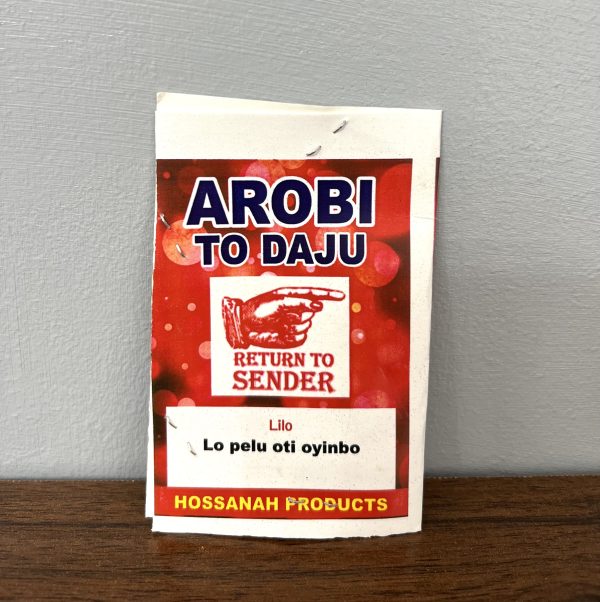 AROBI
TO DAJU
RETURN TO
SENDER
Lilo
Lo pelu oti oyinbo
HOSSANAH PRODUCTS